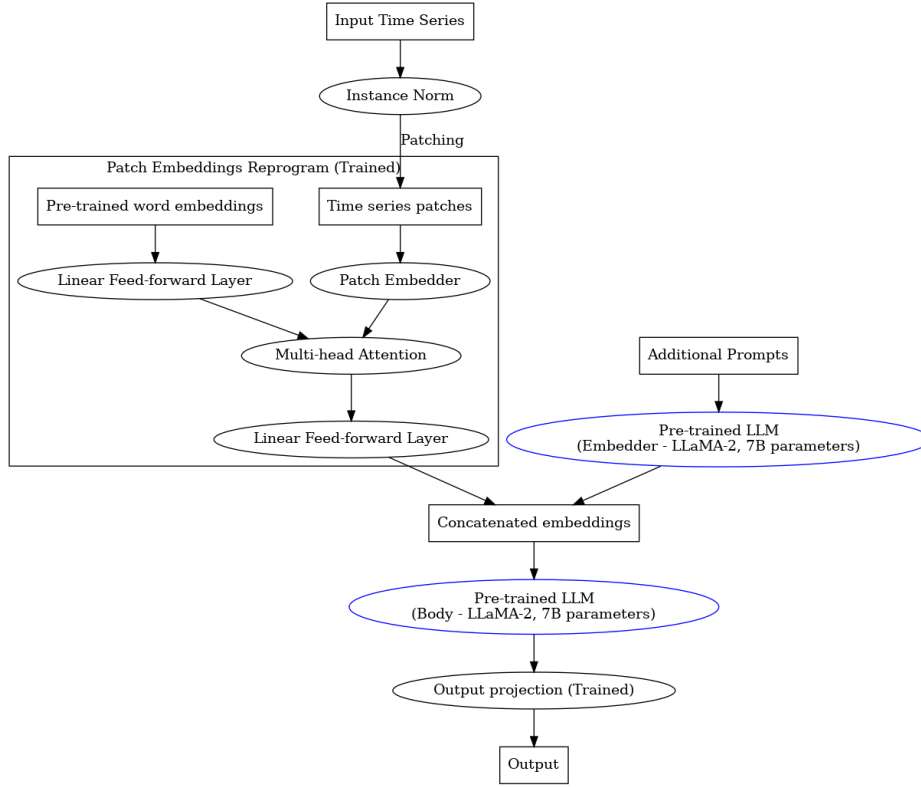 Input Time Series
Instance Norm
Patching
Patch Embeddings Reprogram (Trained)
Pre-trained word embeddings
Time series patches
Linear Feed-forward Layer
Patch Embedder
Multi-head Attention
Additional Prompts
Linear Feed-forward Layer
Pre-trained LLM
(Embedder - LLaMA-2, 7B parameters)
Concatenated embeddings
Pre-trained LLM
(Body - LLaMA-2, 7B parameters)
Output projection (Trained)
Output